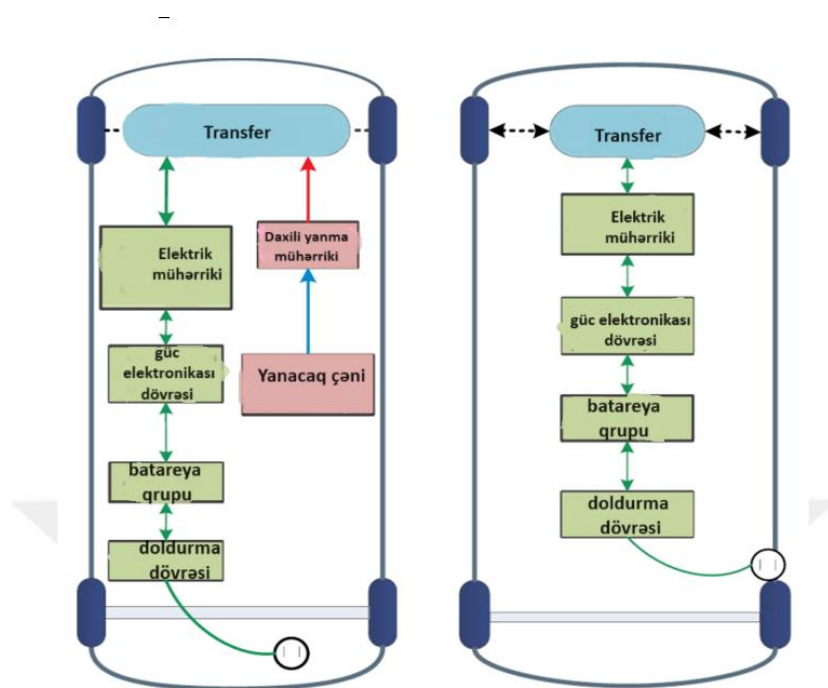 Transfer
Elektrik
mühərriki
Daxili yanma
mühərriki
güc
elektronikası
dövrəsi
Yanacaq çəni
batareya
qrupu
doldurma
dövrəsi
Transfer
Elektrik
mühərriki
güc elektronikası
dövrəsi
batareya
qrupu
doldurma
dövrəsi